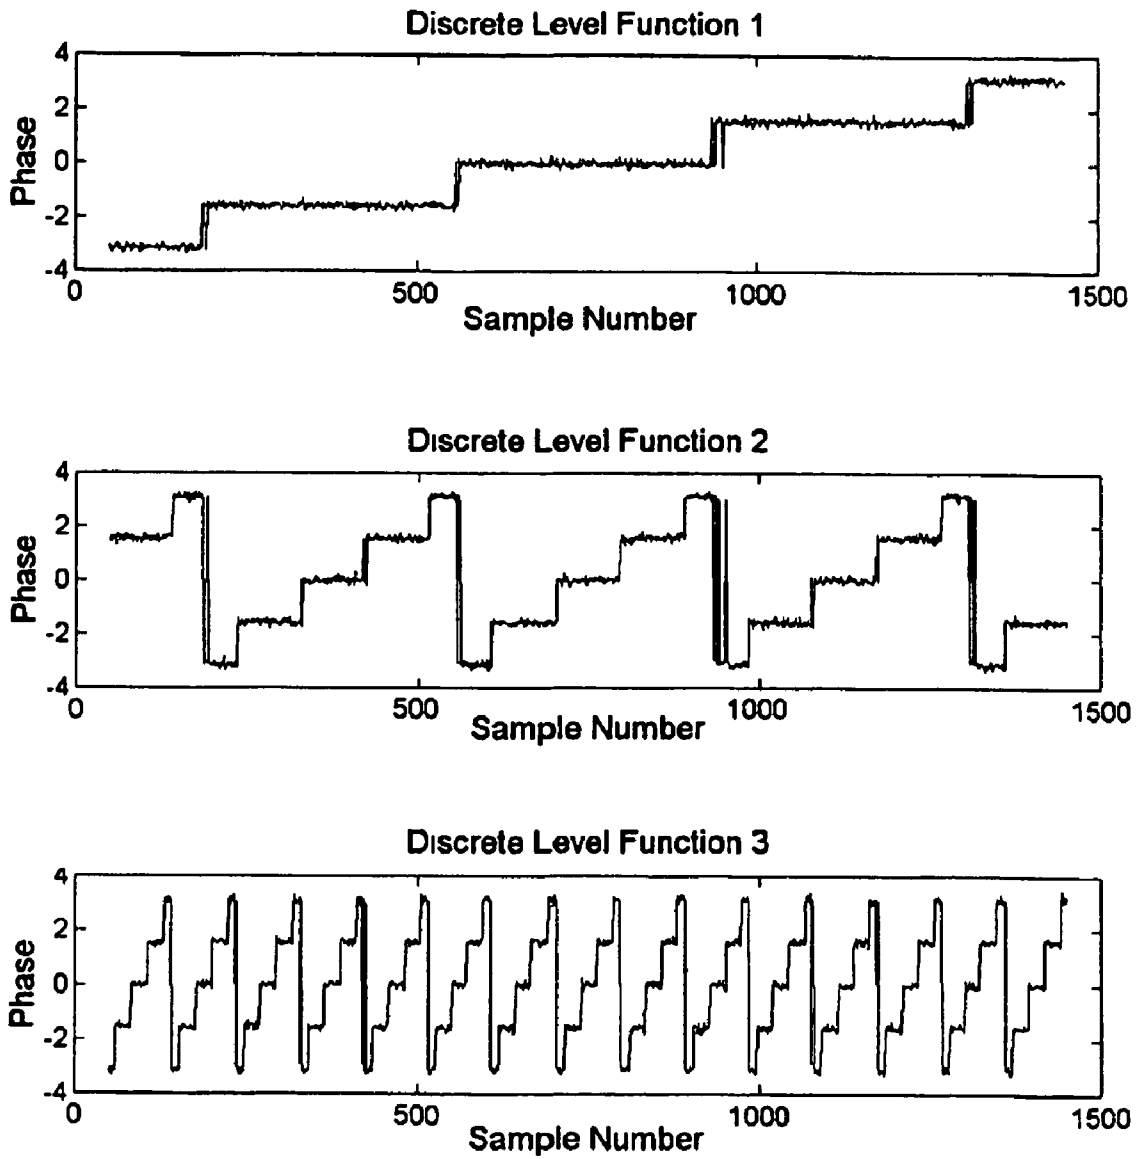 Discrete Level Function 1
4
2
0
-2
-4
Phase
0 500 1000 1500
Sample Number
Discrete Level Function 2
4
2
0
-2
-4
Phase
0 500 1000 1500
Sample Number
Discrete Level Function 3
4
2
0
-2
-4
Phase
0 500 1000 1500
Sample Number